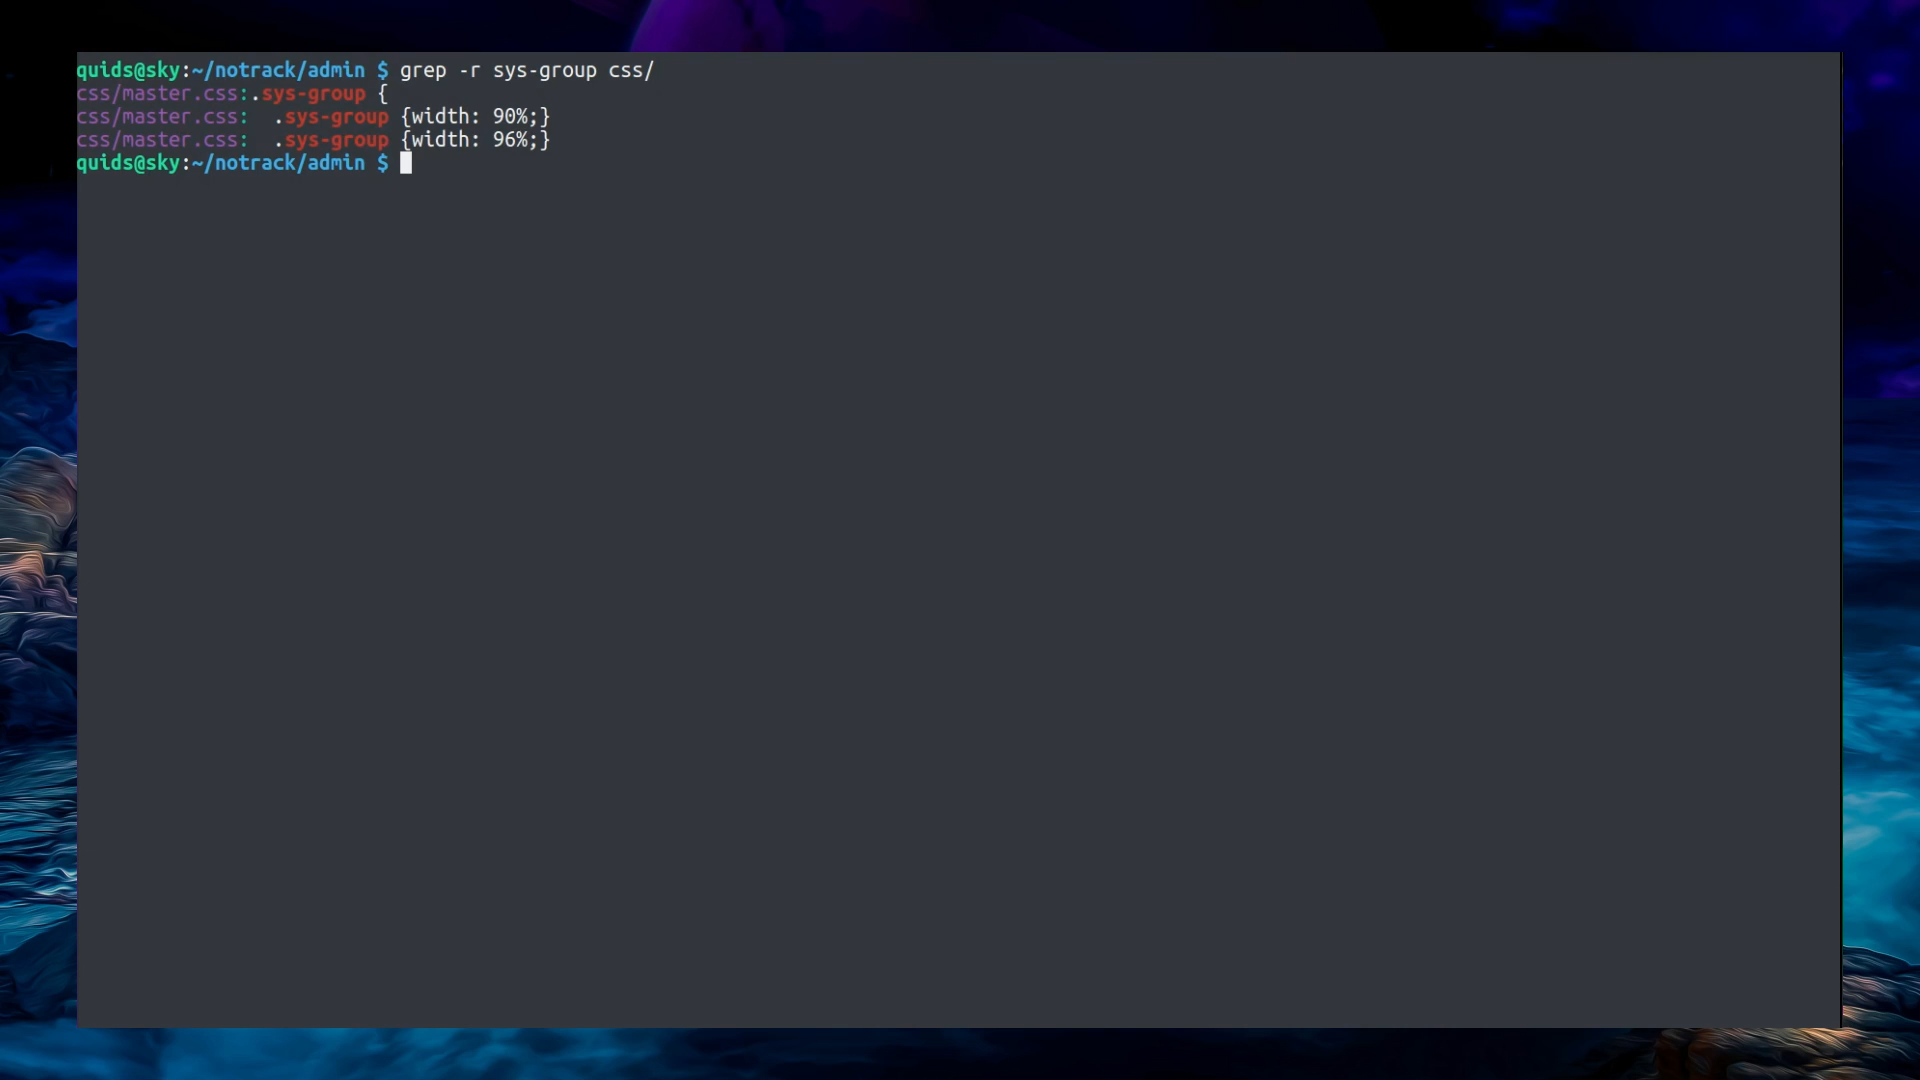 quids@sky:~/notrack/admin $ grep -r sys-group css/
css/master.css:.sys-group {
css/master.css:  .sys-group {width: 90%;}
css/master.css:  .sys-group {width: 96%;}
quids@sky:~/notrack/admin $